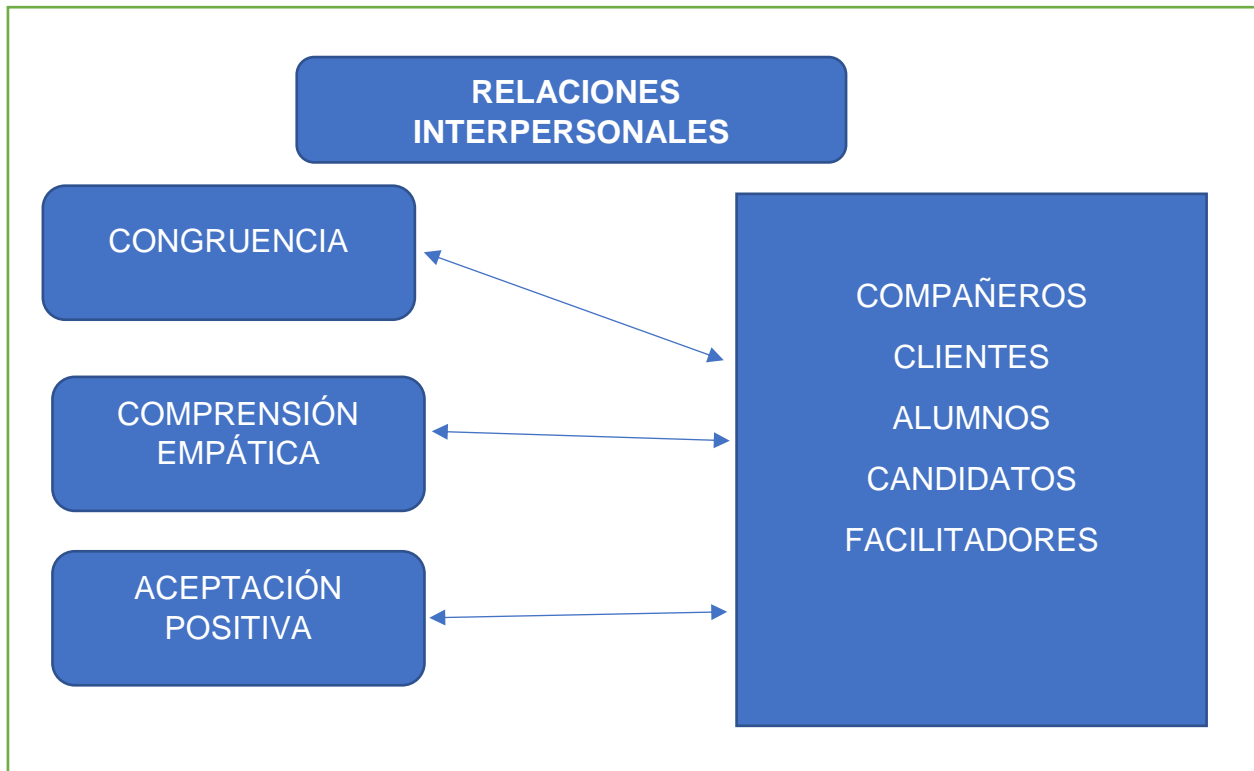 RELACIONES
INTERPERSONALES
CONGRUENCIA
COMPRENSIÓN
EMPÁTICA
ACEPTACIÓN
POSITIVA
COMPAÑEROS
CLIENTES
ALUMNOS
CANDIDATOS
FACILITADORES